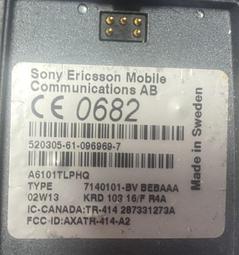 Sony Ericsson Mobile
Communications AB
CE 0682
Made in Sweden
520305-61-096969-7
A6101TLPHQ
TYPE 7140101-BV BEBAAA
02W13 KRD 103 16/F R4A
IC-CANADA:TR-414 287331273A
FCC-ID:AXATR-414-A2